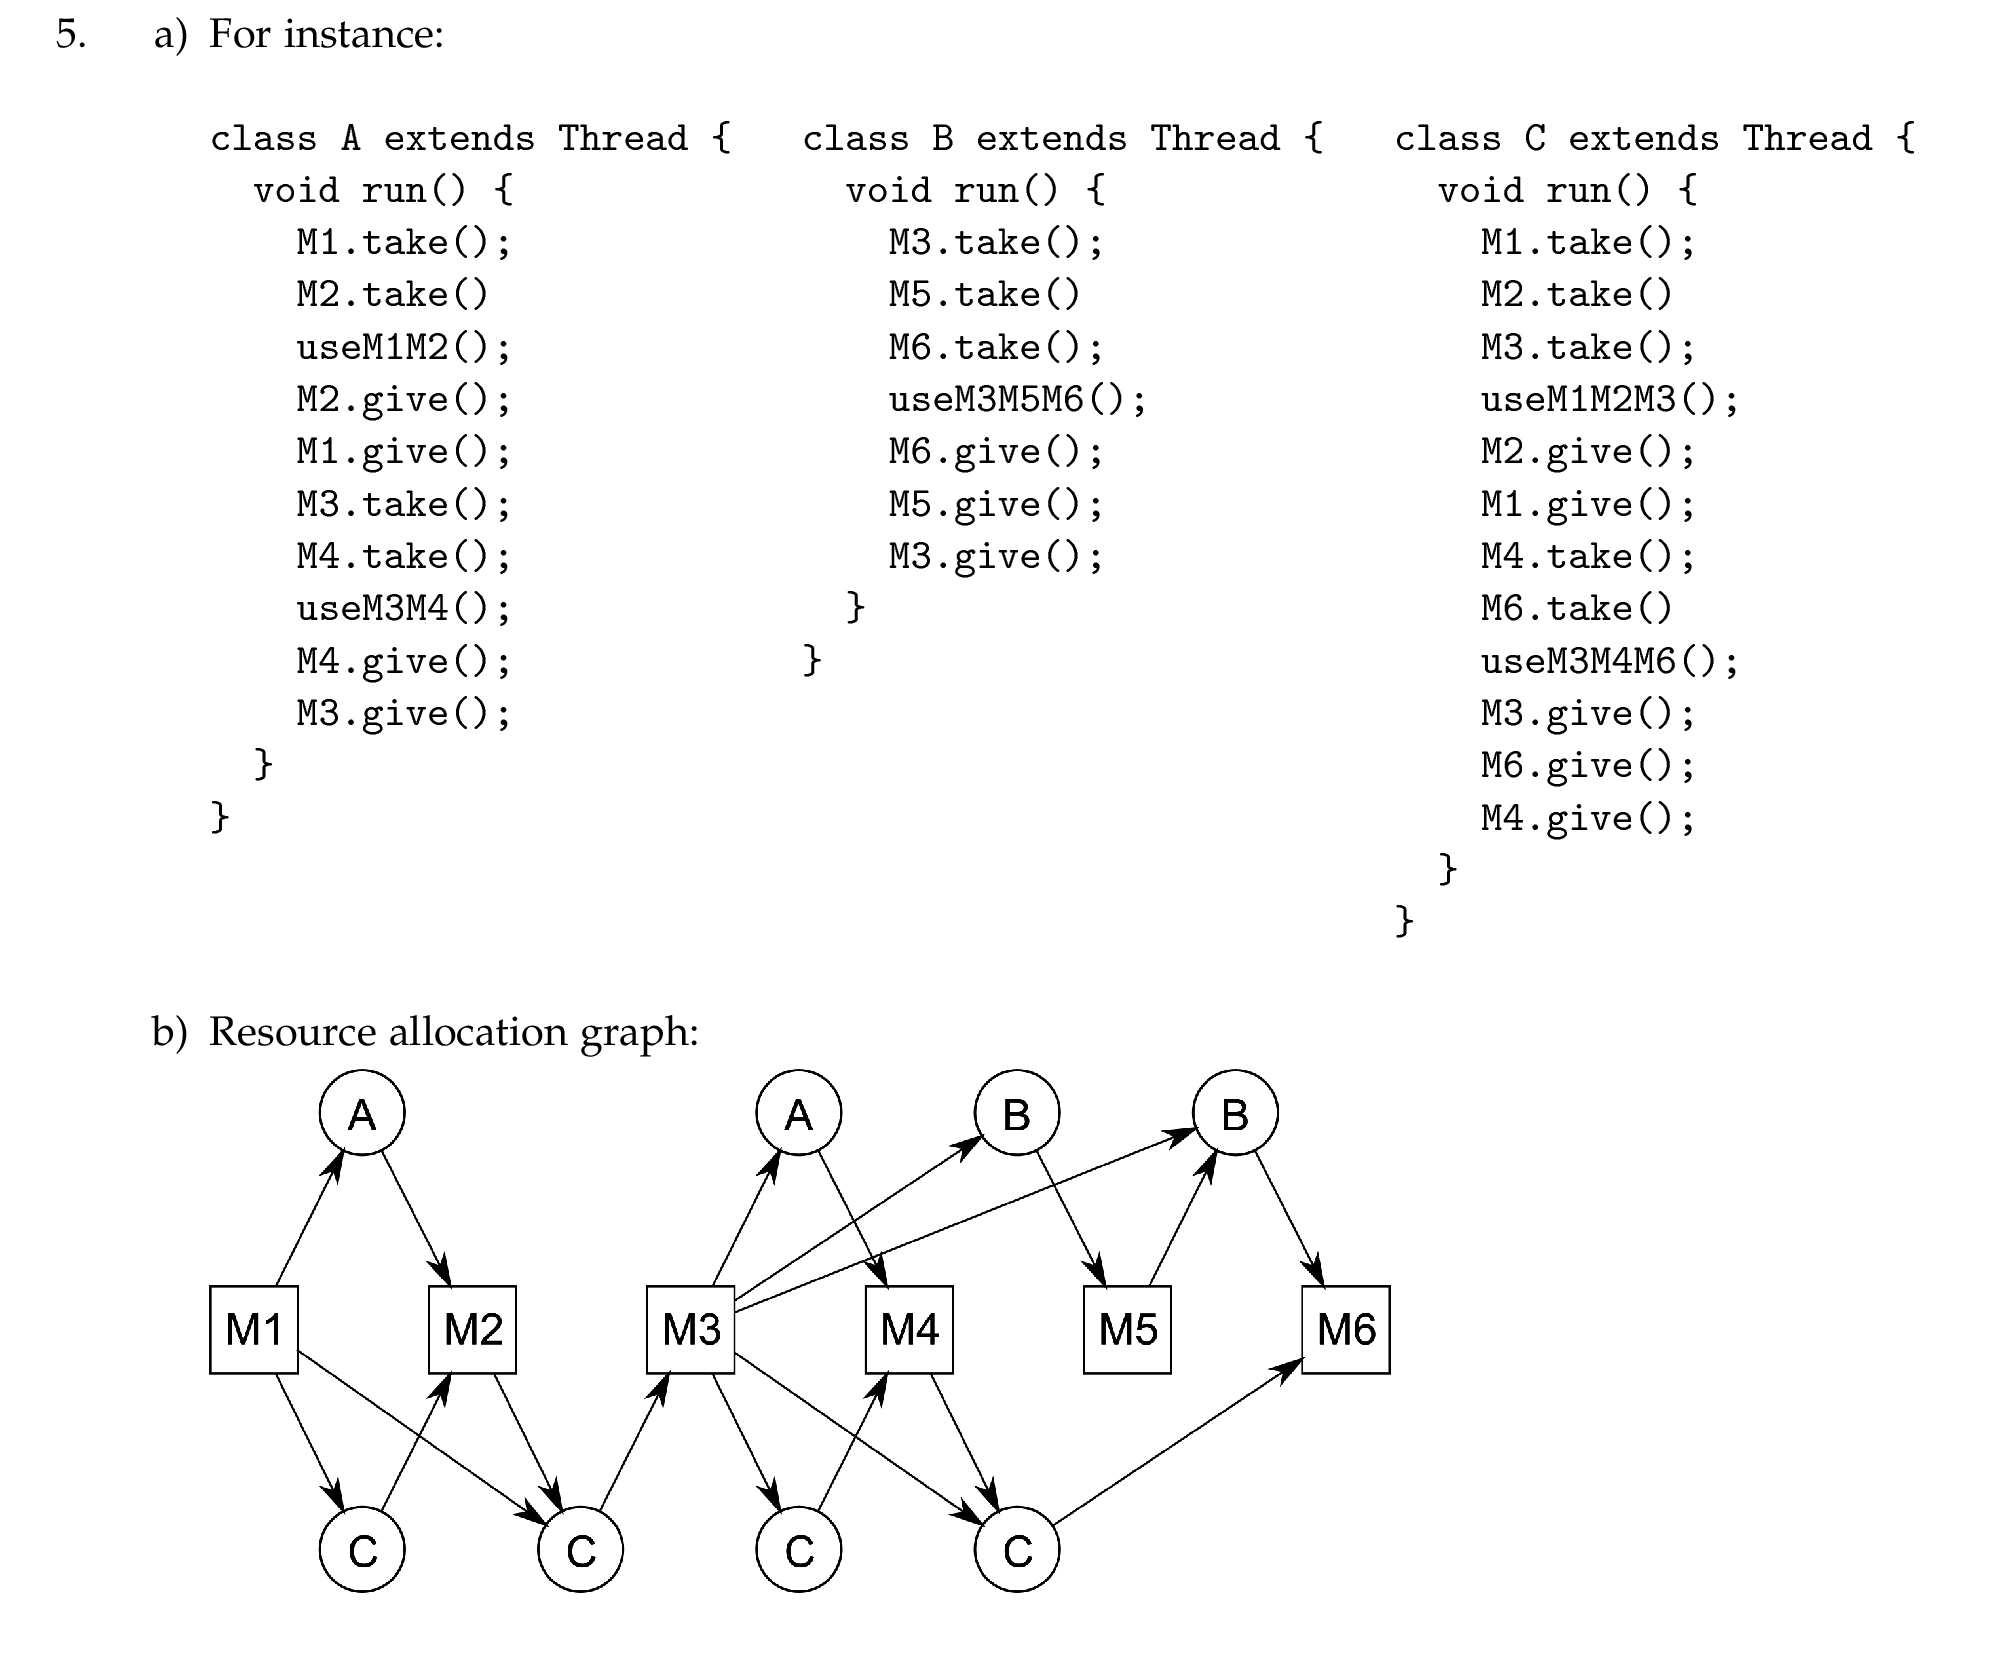 5. a) For instance:
class A extends Thread {
  void run() {
    M1.take();
    M2.take()
    useM1M2();
    M2.give();
    M1.give();
    M3.take();
    M4.take();
    useM3M4();
    M4.give();
    M3.give();
  }
}
class B extends Thread {
  void run() {
    M3.take();
    M5.take()
    M6.take();
    useM3M5M6();
    M6.give();
    M5.give();
    M3.give();
  }
}
class C extends Thread {
  void run() {
    M1.take();
    M2.take()
    M3.take();
    useM1M2M3();
    M2.give();
    M1.give();
    M4.take();
    M6.take()
    useM3M4M6();
    M3.give();
    M6.give();
    M4.give();
  }
}
b) Resource allocation graph:
A A B B
M1 M2 M3 M4 M5 M6
C C C C